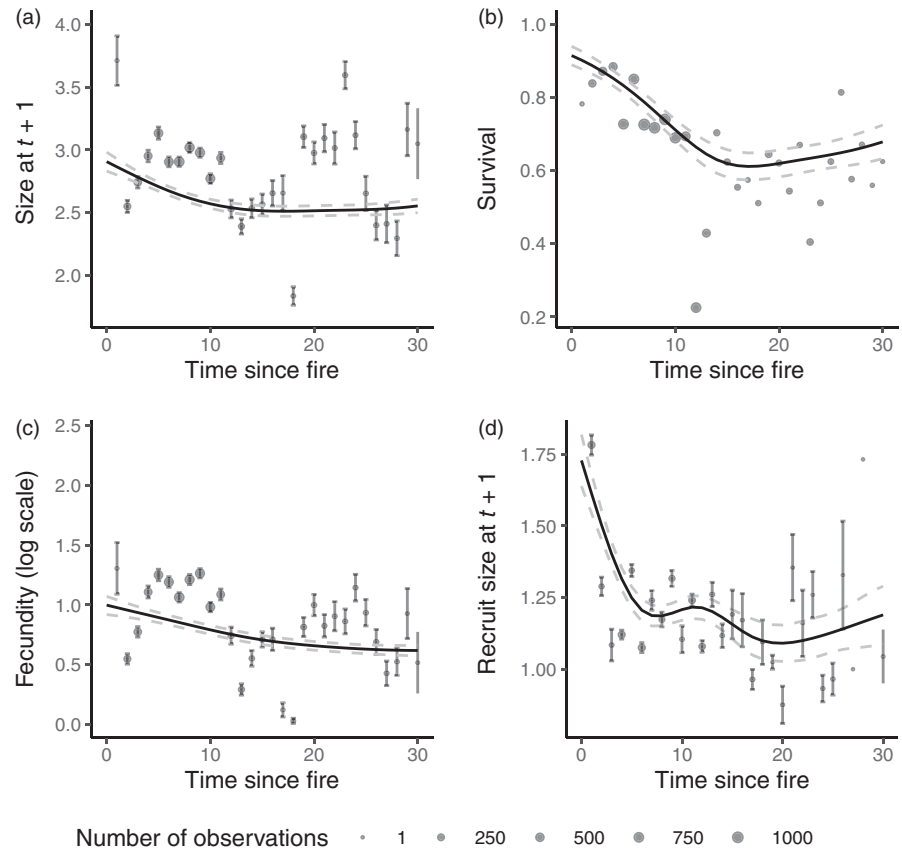 (a)
4.0
3.5
3.0
2.5
2.0
Size at t + 1
0
10
20
30
Time since fire
(b)
1.0
0.8
0.6
0.4
0.2
Survival
0
10
20
30
Time since fire
(c)
2.5
2.0
1.5
1.0
0.5
0.0
Fecundity (log scale)
0
10
20
30
Time since fire
(d)
1.75
1.50
1.25
1.00
Recruit size at t + 1
0
10
20
30
Time since fire
Number of observations 1 250 500 750 1000